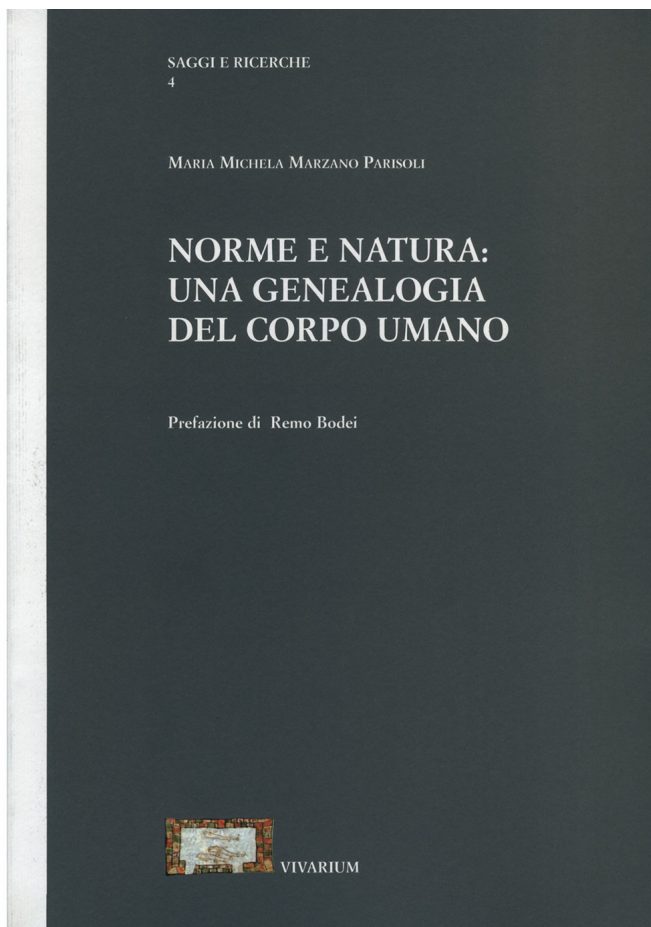 SAGGI E RICERCHE
4
MARIA MICHELA MARZANO PARISOLI
NORME E NATURA:
UNA GENEALOGIA
DEL CORPO UMANO
Prefazione di Remo Bodei
VIVARIUM